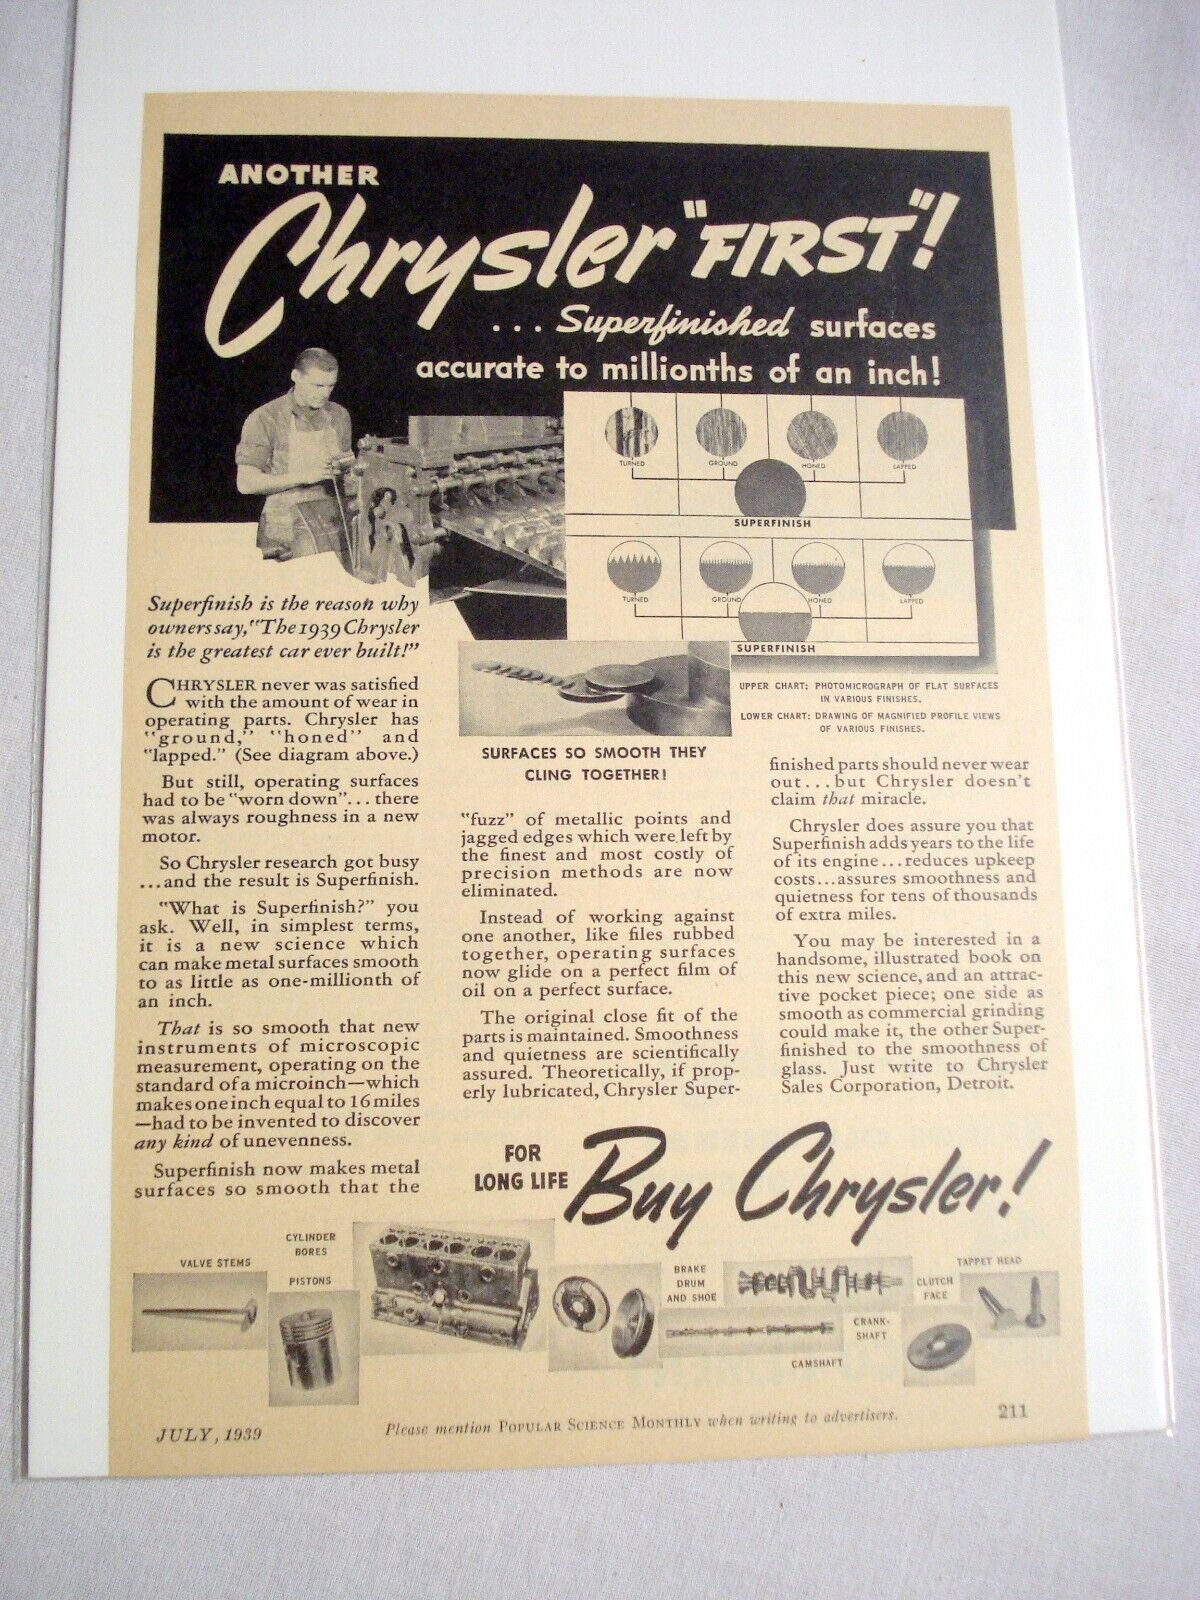 ANOTHER
Chrysler "FIRST"!
... Superfinished surfaces
accurate to millionths of an inch!
TURNED
GROUND
HONED
LAPPED
SUPERFINISH
TURNED
GROUND
HONED
LAPPED
SUPERFINISH
UPPER CHART: PHOTOMICROGRAPH OF FLAT SURFACES
IN VARIOUS FINISHES.
LOWER CHART: DRAWING OF MAGNIFIED PROFILE VIEWS
OF VARIOUS FINISHES.
SURFACES SO SMOOTH THEY
CLING TOGETHER!
Superfinish is the reason why
owners say, "The 1939 Chrysler
is the greatest car ever built!"
CHRYSLER never was satisfied
with the amount of wear in
operating parts. Chrysler has
"ground," "honed" and
"lapped." (See diagram above.)
But still, operating surfaces
had to be "worn down"... there
was always roughness in a new
motor.
So Chrysler research got busy
...and the result is Superfinish.
"What is Superfinish?" you
ask. Well, in simplest terms,
it is a new science which
can make metal surfaces smooth
to as little as one-millionth of
an inch.
That is so smooth that new
instruments of microscopic
measurement, operating on the
standard of a microinch—which
makes one inch equal to 16 miles
—had to be invented to discover
any kind of unevenness.
Superfinish now makes metal
surfaces so smooth that the
"fuzz" of metallic points and
jagged edges which were left by
the finest and most costly of
precision methods are now
eliminated.
Instead of working against
one another, like files rubbed
together, operating surfaces
now glide on a perfect film of
oil on a perfect surface.
The original close fit of the
parts is maintained. Smoothness
and quietness are scientifically
assured. Theoretically, if prop-
erly lubricated, Chrysler Super-
finished parts should never wear
out... but Chrysler doesn't
claim that miracle.
Chrysler does assure you that
Superfinish adds years to the life
of its engine...reduces upkeep
costs...assures smoothness and
quietness for tens of thousands
of extra miles.
You may be interested in a
handsome, illustrated book on
this new science, and an attrac-
tive pocket piece; one side as
smooth as commercial grinding
could make it, the other Super-
finished to the smoothness of
glass. Just write to Chrysler
Sales Corporation, Detroit.
FOR
LONG LIFE
Buy Chrysler!
VALVE STEMS
CYLINDER
BORES
PISTONS
BRAKE
DRUM
AND SHOE
CAMSHAFT
CRANK-
SHAFT
CLUTCH
FACE
TAPPET HEAD
JULY, 1939
Please mention POPULAR SCIENCE MONTHLY when writing to advertisers.
211